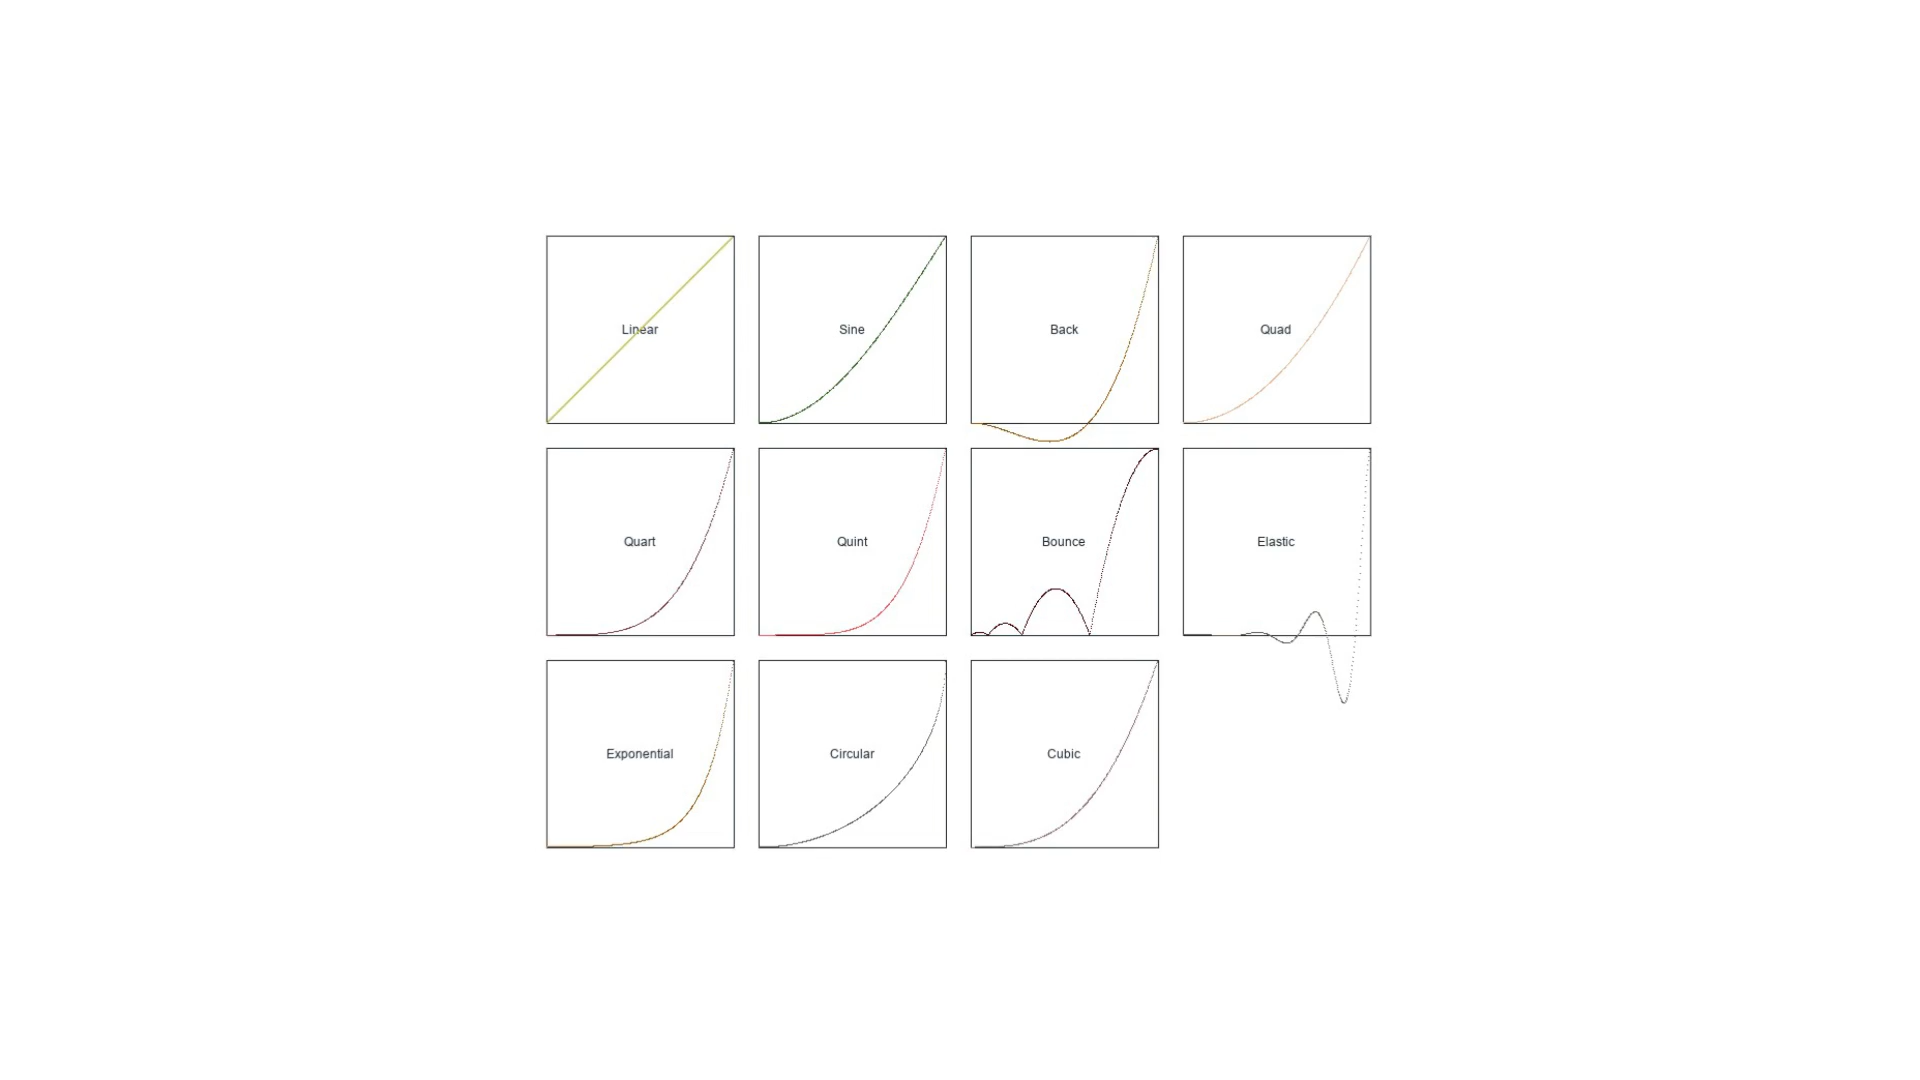 Linear
Sine
Back
Quad
Quart
Quint
Bounce
Elastic
Exponential
Circular
Cubic